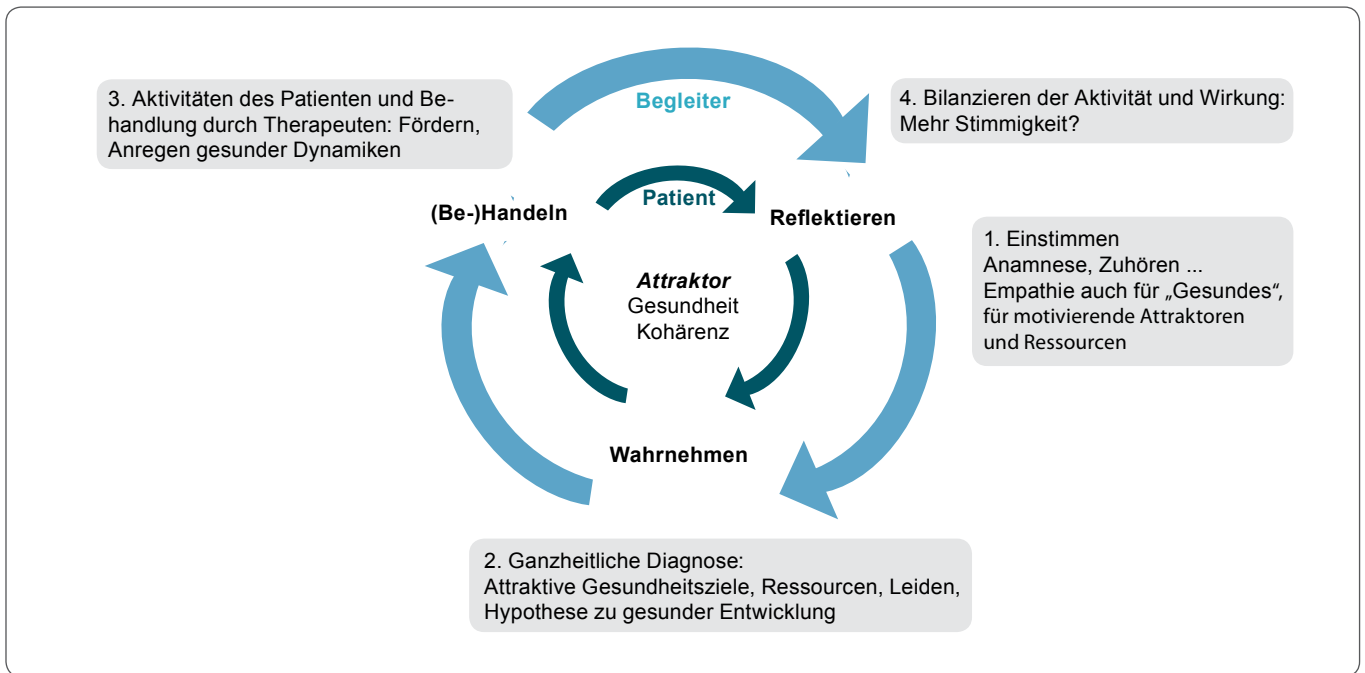 3. Aktivitäten des Patienten und Be-
handlung durch Therapeuten: Fördern,
Anregen gesunder Dynamiken
Begleiter
4. Bilanzieren der Aktivität und Wirkung:
Mehr Stimmigkeit?
(Be-)Handeln
Patient
Reflektieren
1. Einstimmen
Anamnese, Zuhören ...
Empathie auch für „Gesundes“,
für motivierende Attraktoren
und Ressourcen
Attraktor
Gesundheit
Kohärenz
Wahrnehmen
2. Ganzheitliche Diagnose:
Attraktive Gesundheitsziele, Ressourcen, Leiden,
Hypothese zu gesunder Entwicklung